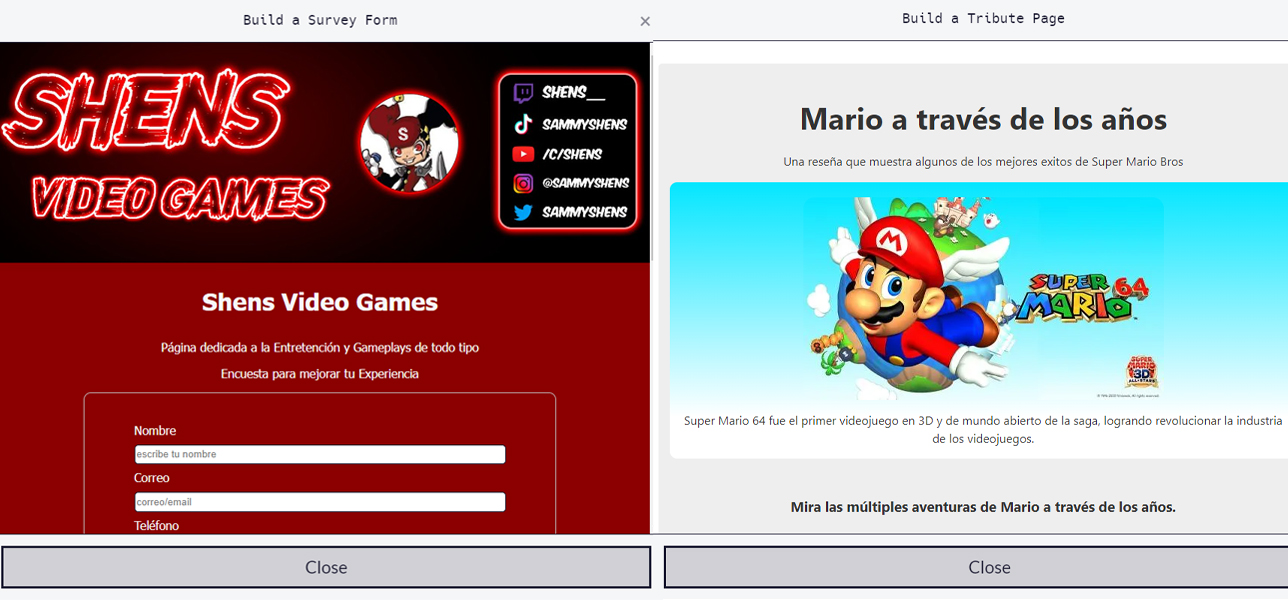 Build a Survey Form
×
SHENS
VIDEO GAMES
S
SHENS__
SAMMYSHENS
/C/SHENS
@SAMMYSHENS
SAMMYSHENS
Shens Video Games
Página dedicada a la Entretención y Gameplays de todo tipo
Encuesta para mejorar tu Experiencia
Nombre
escribe tu nombre
Correo
correo/email
Teléfono
Close
Build a Tribute Page
Mario a través de los años
Una reseña que muestra algunos de los mejores exitos de Super Mario Bros
M
SUPER
MARIO 64
SUPER
MARIO
3D
ALL-STARS
Super Mario 64 fue el primer videojuego en 3D y de mundo abierto de la saga, logrando revolucionar la industria
de los videojuegos.
Mira las múltiples aventuras de Mario a través de los años.
Close